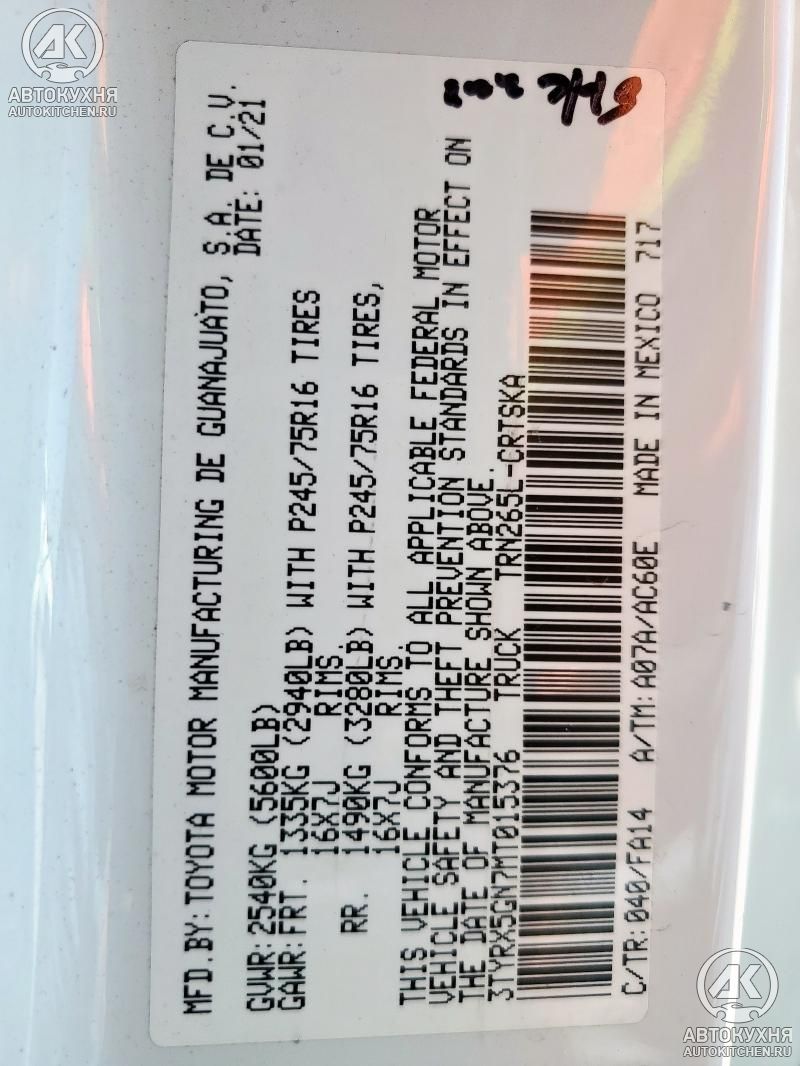 MFD.BY:TOYOTA MOTOR MANUFACTURING DE GUANAJUATO, S.A. DE C.V.
DATE: 01/21
GVWR:2540KG (5600LB)
GAWR:FRT. 1335KG (2940LB) WITH P245/75R16 TIRES
16X7J RIMS.
RR. 1490KG (3280LB) WITH P245/75R16 TIRES,
16X7J RIMS.
THIS VEHICLE CONFORMS TO ALL APPLICABLE FEDERAL MOTOR
VEHICLE SAFETY AND THEFT PREVENTION STANDARDS IN EFFECT ON
THE DATE OF MANUFACTURE SHOWN ABOVE.
3TYRX5GN7MT015376 TRUCK TRN265L-CRTSKA
C/TR:040/FA14 A/TM:A07A/AC60E MADE IN MEXICO 717
АВТОКУХНЯ
AUTOKITCHEN.RU
АВТОКУХНЯ
AUTOKITCHEN.RU